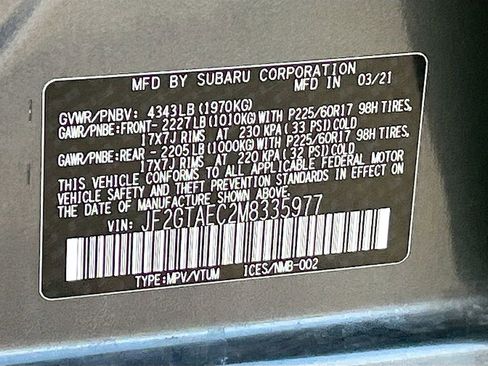 MFD BY SUBARU CORPORATION
MFD IN JAPAN 03/21
GVWR/PNBV: 4343LB(1970KG)
GAWR/PNBE:FRONT- 2227LB(1010KG)WITH P225/60R17 98H TIRES,
17X7J RIMS AT 230 KPA(33 PSI)COLD
GAWR/PNBE:REAR - 2205LB(1000KG)WITH P225/60R17 98H TIRES,
17X7J RIMS AT 220 KPA(32 PSI)COLD
THIS VEHICLE CONFORMS TO ALL APPLICABLE FEDERAL MOTOR
VEHICLE SAFETY AND THEFT PREVENTION STANDARDS IN EFFECT ON
THE DATE OF MANUFACTURE SHOWN ABOVE.
VIN: JF2GTAEC2M8335977
TYPE:MPV/VTUM ICES/NMB-002